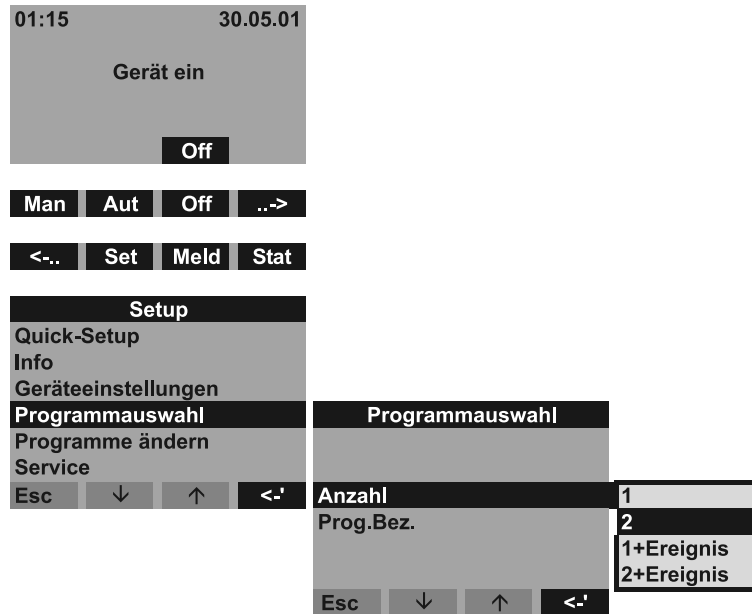 01:15 30.05.01
Gerät ein
Off
Man Aut Off ..->
<-.. Set Meld Stat
Setup
Quick-Setup
Info
Geräteeinstellungen
Programmauswahl
Programme ändern
Service
Esc ↓ ↑ <-'
Programmauswahl
Anzahl
Prog.Bez.
Esc ↓ ↑ <-'
1
2
1+Ereignis
2+Ereignis